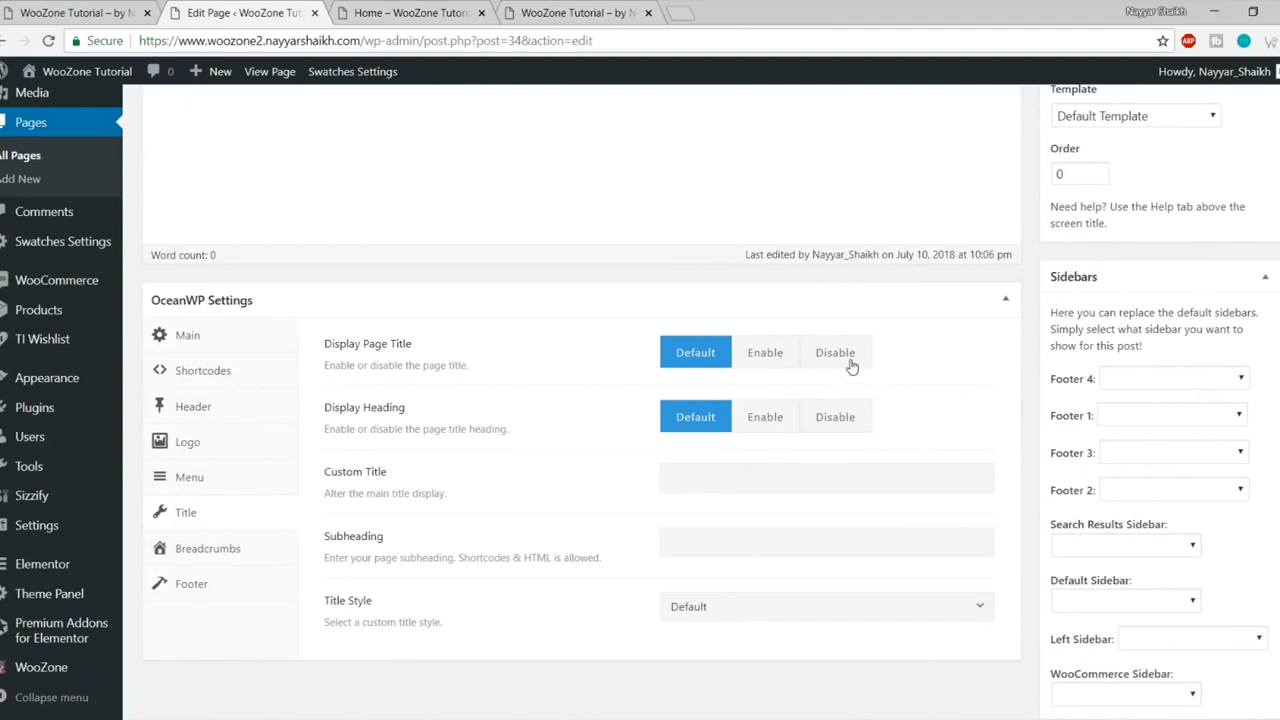 WooZone Tutorial – by N
Edit Page ‹ WooZone Tut
Home – WooZone Tutori
WooZone Tutorial – by N
Nayyar Shaikh
Secure
https://www.woozone2.nayyarshaikh.com/wp-admin/post.php?post=34&action=edit
ABP
WooZone Tutorial
0
New
View Page
Swatches Settings
Howdy, Nayyar_Shaikh
Media
Pages
All Pages
Add New
Comments
Swatches Settings
WooCommerce
Products
TI Wishlist
Appearance
Plugins
Users
Tools
Sizzify
Settings
Elementor
Theme Panel
Premium Addons
for Elementor
WooZone
Collapse menu
Word count: 0
Last edited by Nayyar_Shaikh on July 10, 2018 at 10:06 pm
OceanWP Settings
Main
Shortcodes
Header
Logo
Menu
Title
Breadcrumbs
Footer
Display Page Title
Enable or disable the page title.
Default
Enable
Disable
Display Heading
Enable or disable the page title heading.
Default
Enable
Disable
Custom Title
Alter the main title display.
Subheading
Enter your page subheading. Shortcodes & HTML is allowed.
Title Style
Select a custom title style.
Default
Template
Default Template
Order
0
Need help? Use the Help tab above the
screen title.
Sidebars
Here you can replace the default sidebars.
Simply select what sidebar you want to
show for this post!
Footer 4:
Footer 1:
Footer 3:
Footer 2:
Search Results Sidebar:
Default Sidebar:
Left Sidebar:
WooCommerce Sidebar: